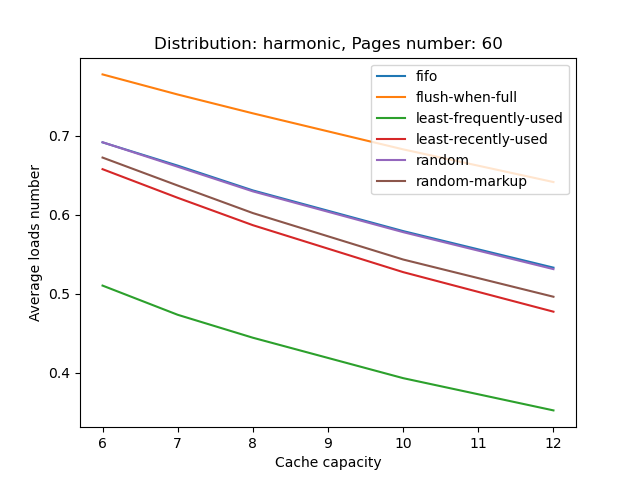 Distribution: harmonic, Pages number: 60
Average loads number
0.7
0.6
0.5
0.4
fifo
flush-when-full
least-frequently-used
least-recently-used
random
random-markup
6 7 8 9 10 11 12
Cache capacity